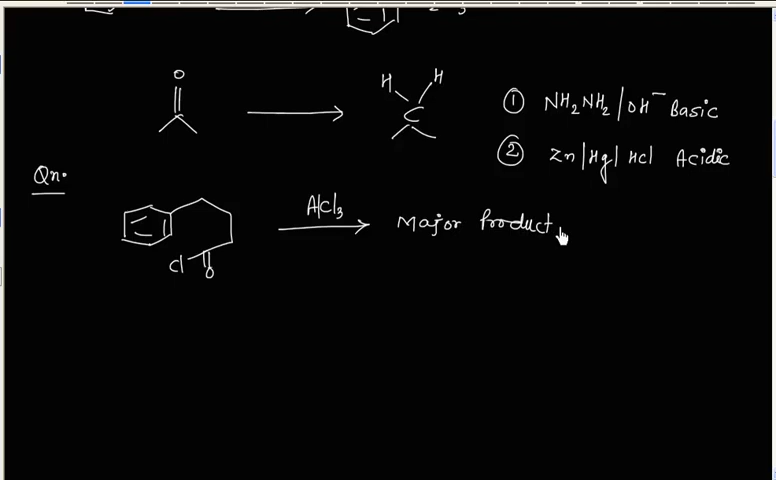 O H H
C
① NH2NH2/OH⁻ Basic
② Zn/Hg/HCl Acidic
Qn.
AlCl3 Major Product
Cl O